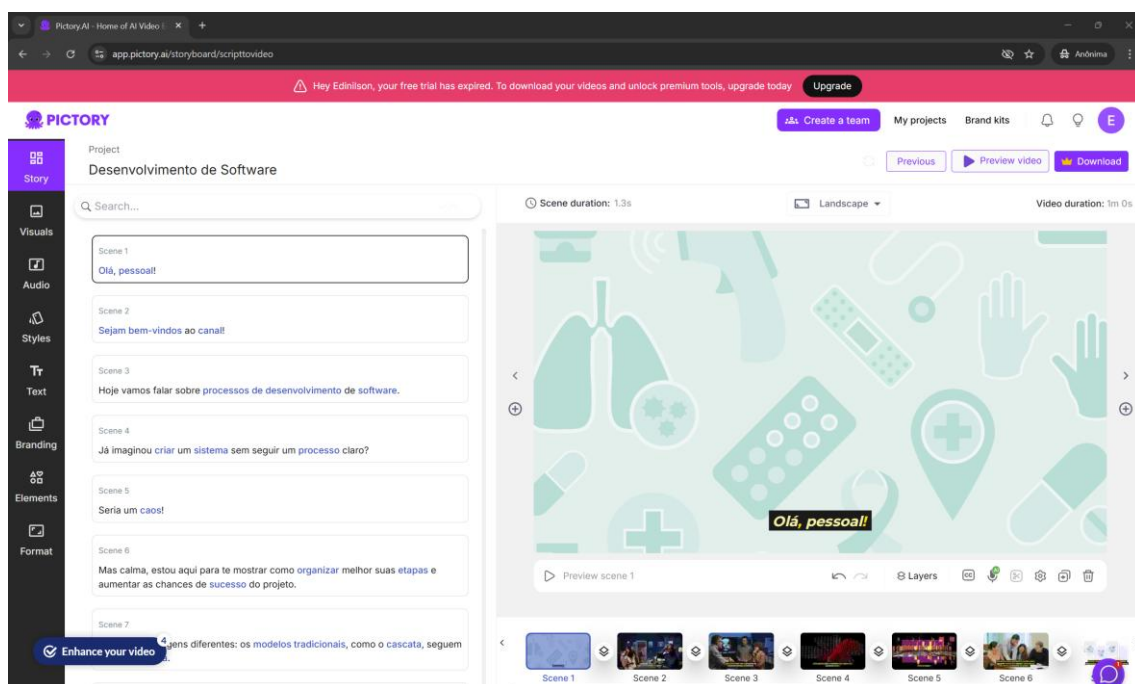 Pictory.AI - Home of AI Video E
app.pictory.ai/storyboard/scripttovideo
Anônima
Hey Edinilson, your free trial has expired. To download your videos and unlock premium tools, upgrade today
Upgrade
PICTORY
Create a team
My projects
Brand kits
E
Project
Desenvolvimento de Software
Previous
Preview video
Download
Story
Visuals
Audio
Styles
Text
Branding
Elements
Format
Search...
Scene 1
Olá, pessoal!
Scene 2
Sejam bem-vindos ao canal!
Scene 3
Hoje vamos falar sobre processos de desenvolvimento de software.
Scene 4
Já imaginou criar um sistema sem seguir um processo claro?
Scene 5
Seria um caos!
Scene 6
Mas calma, estou aqui para te mostrar como organizar melhor suas etapas e
aumentar as chances de sucesso do projeto.
Scene 7
gens diferentes: os modelos tradicionais, como o cascata, seguem
Enhance your video
4
Scene duration: 1.3s
Landscape
Video duration: 1m 0s
Olá, pessoal!
Preview scene 1
Layers
CC
Scene 1
Scene 2
Scene 3
Scene 4
Scene 5
Scene 6